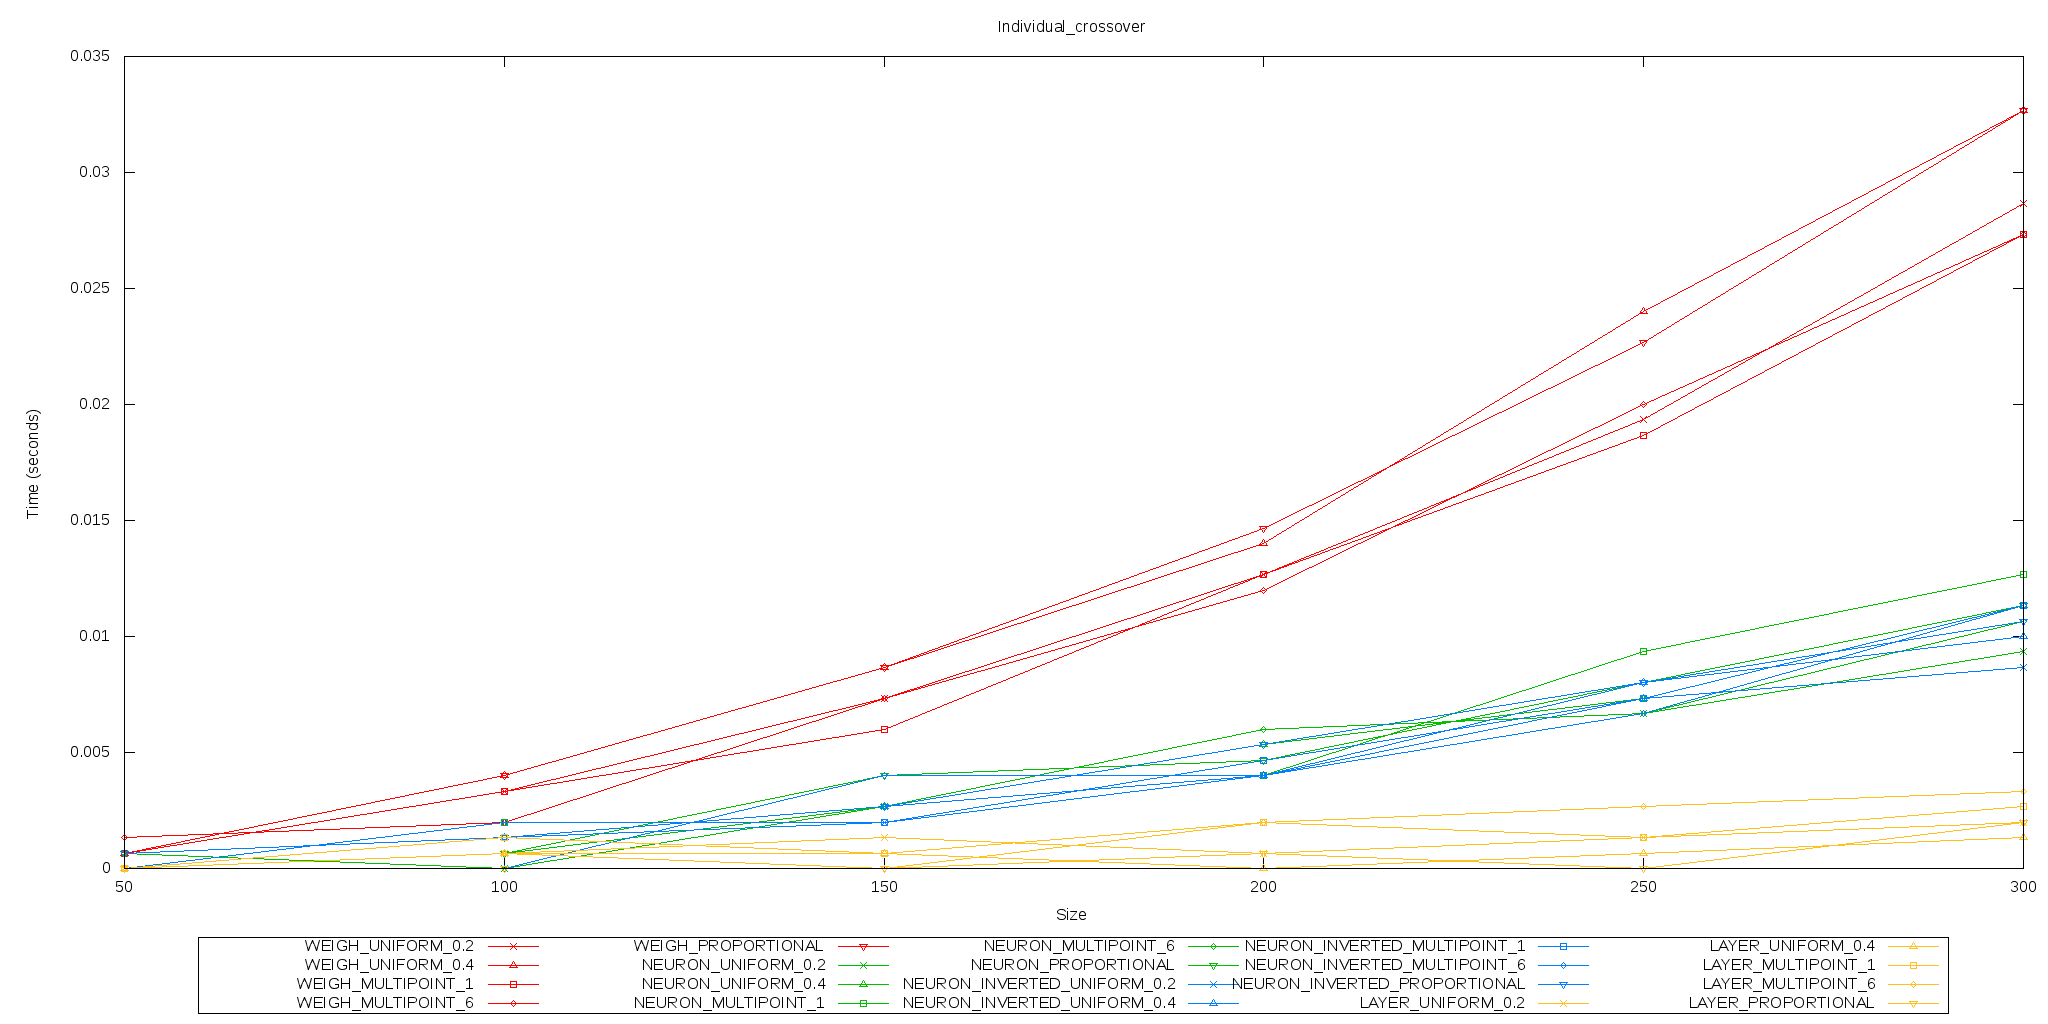 Individual_crossover
0.035
0.03
0.025
0.02
0.015
0.01
0.005
0
Time (seconds)
50 100 150 200 250 300
Size
WEIGH_UNIFORM_0.2 WEIGH_PROPORTIONAL NEURON_MULTIPOINT_6 NEURON_INVERTED_MULTIPOINT_1 LAYER_UNIFORM_0.4
WEIGH_UNIFORM_0.4 NEURON_UNIFORM_0.2 NEURON_PROPORTIONAL NEURON_INVERTED_MULTIPOINT_6 LAYER_MULTIPOINT_1
WEIGH_MULTIPOINT_1 NEURON_UNIFORM_0.4 NEURON_INVERTED_UNIFORM_0.2 NEURON_INVERTED_PROPORTIONAL LAYER_MULTIPOINT_6
WEIGH_MULTIPOINT_6 NEURON_MULTIPOINT_1 NEURON_INVERTED_UNIFORM_0.4 LAYER_UNIFORM_0.2 LAYER_PROPORTIONAL